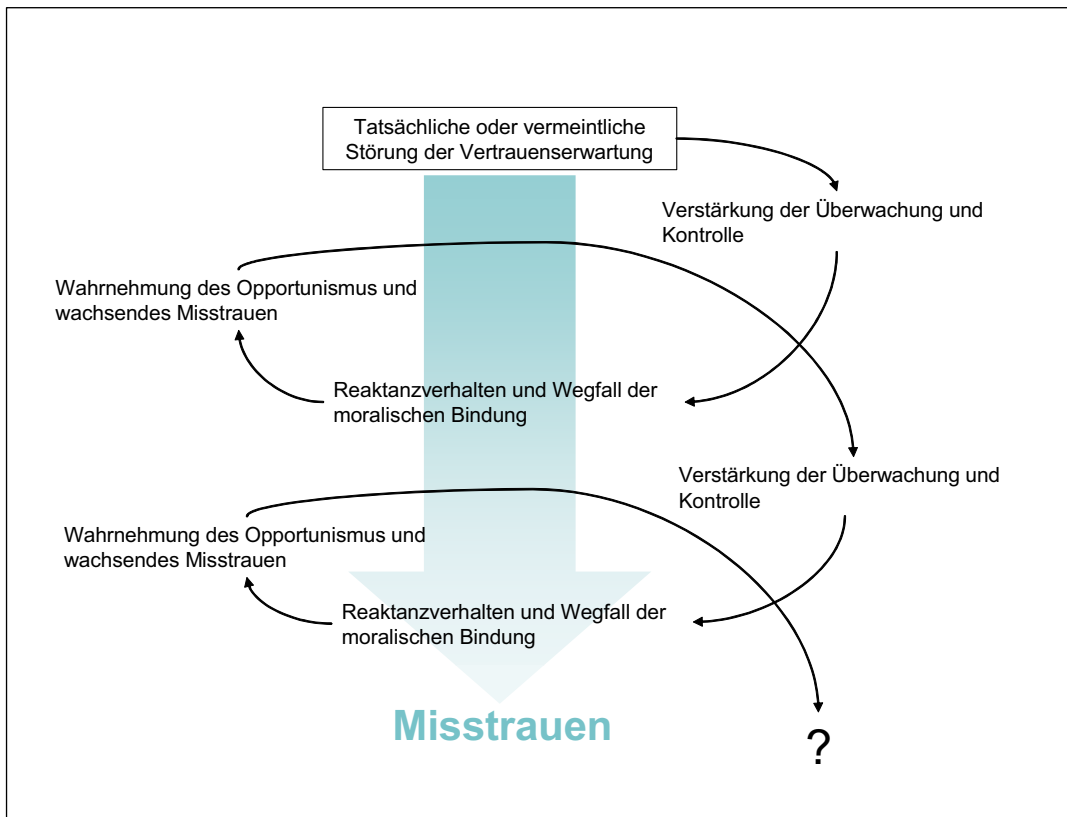 Tatsächliche oder vermeintliche
Störung der Vertrauenserwartung
Verstärkung der Überwachung und
Kontrolle
Wahrnehmung des Opportunismus und
wachsendes Misstrauen
Reaktanzverhalten und Wegfall der
moralischen Bindung
Verstärkung der Überwachung und
Kontrolle
Wahrnehmung des Opportunismus und
wachsendes Misstrauen
Reaktanzverhalten und Wegfall der
moralischen Bindung
Misstrauen
?